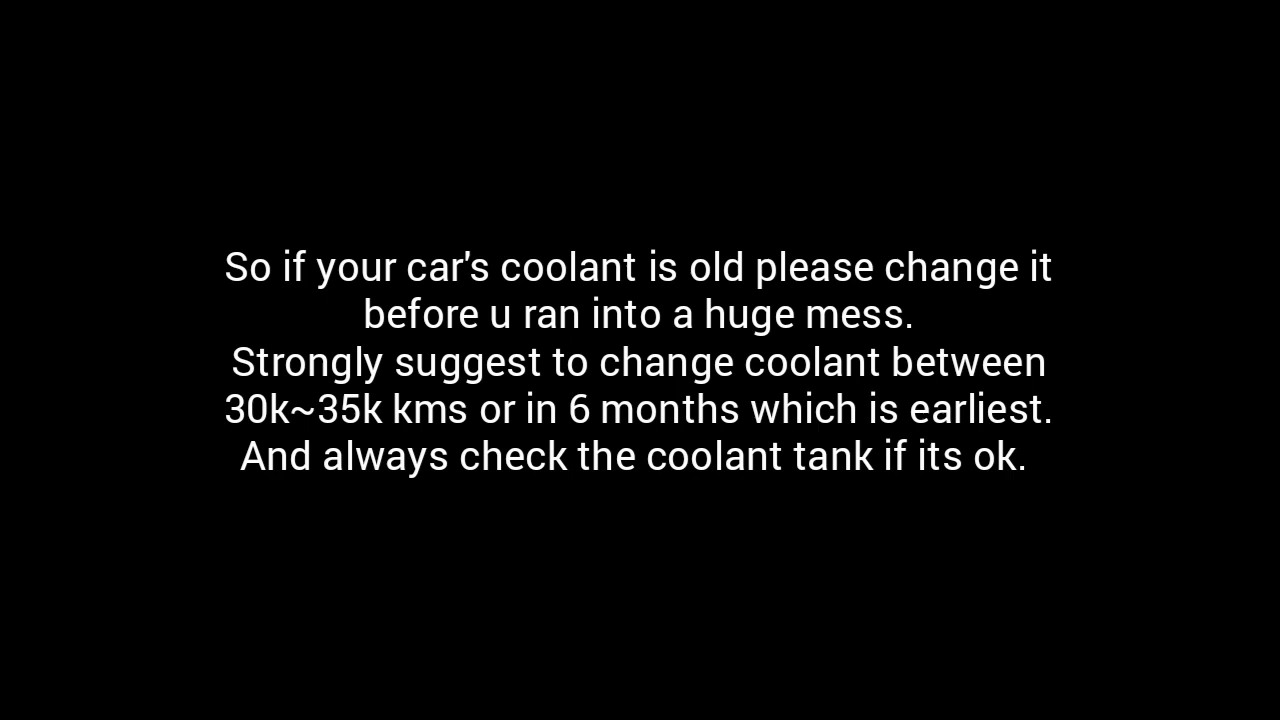 So if your car's coolant is old please change it
before u ran into a huge mess.
Strongly suggest to change coolant between
30k~35k kms or in 6 months which is earliest.
And always check the coolant tank if its ok.